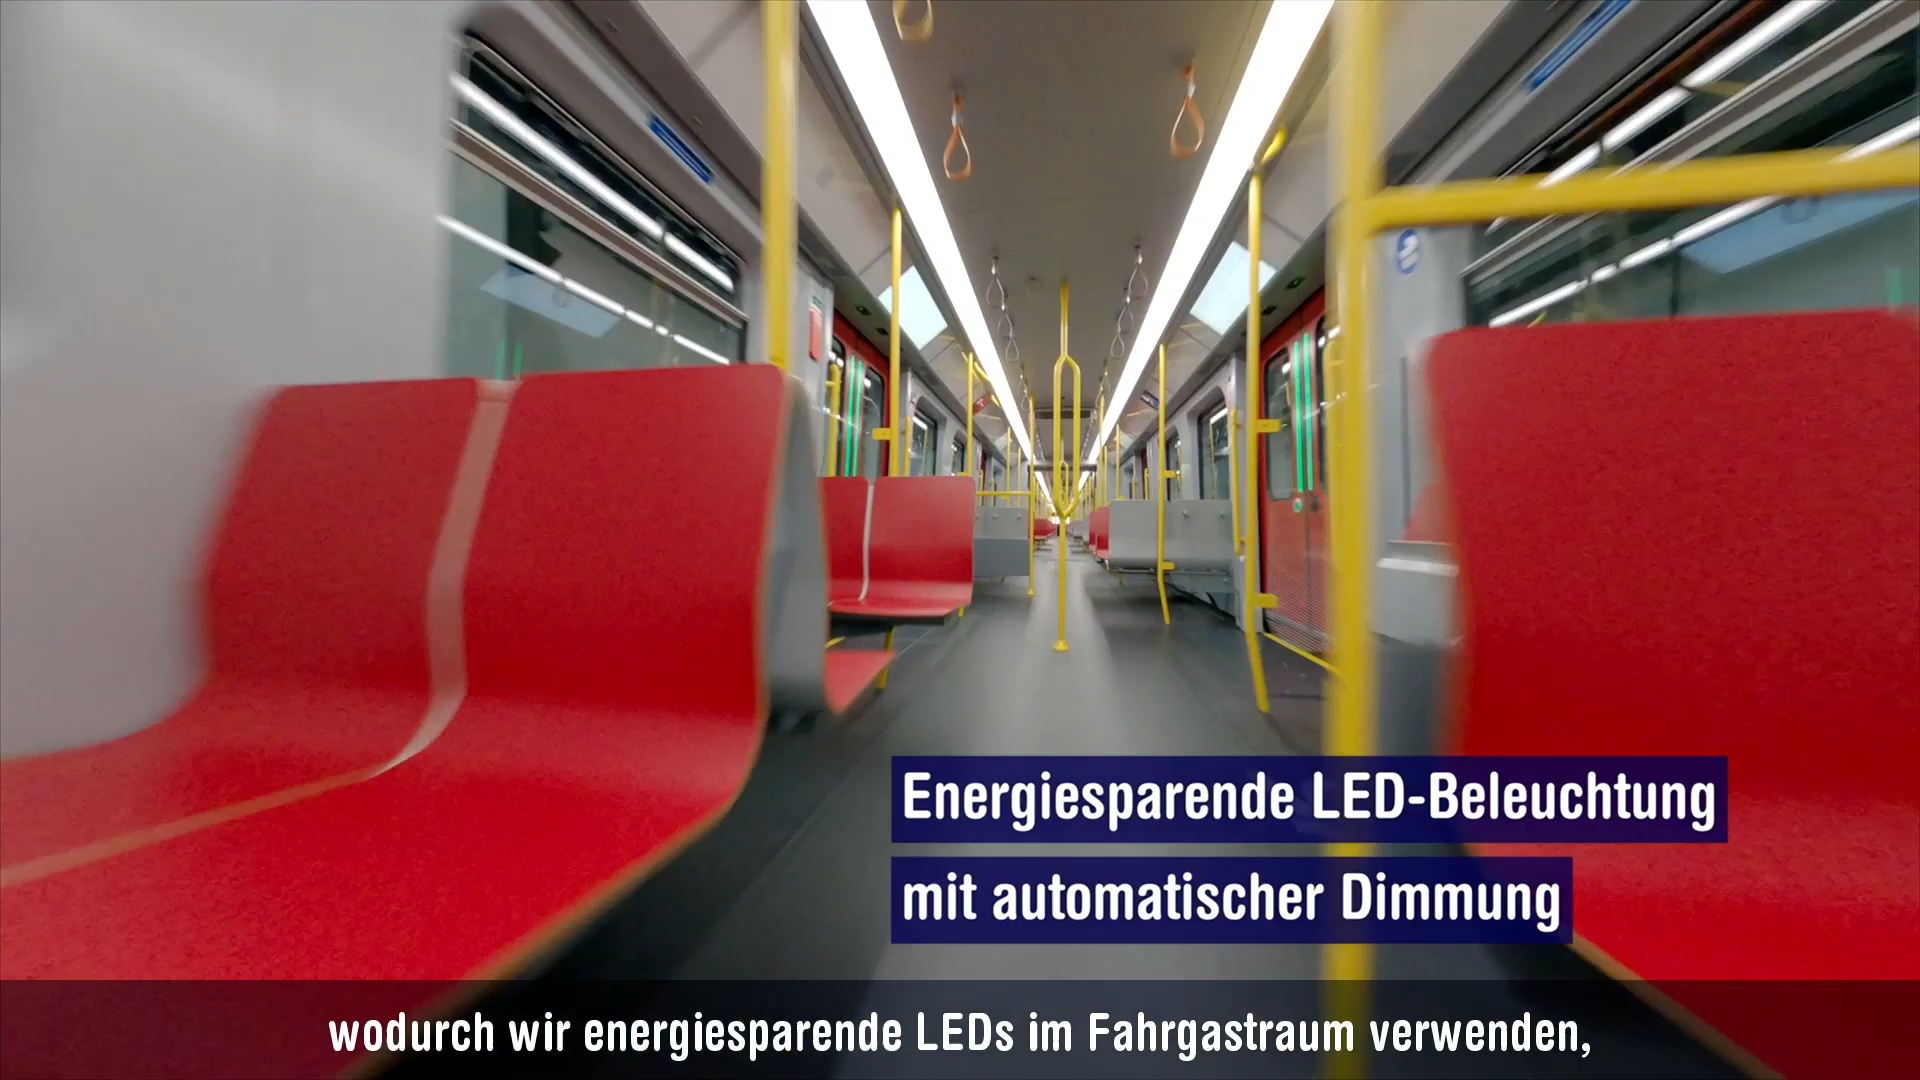 Energiesparende LED-Beleuchtung
mit automatischer Dimmung
wodurch wir energiesparende LEDs im Fahrgastraum verwenden,